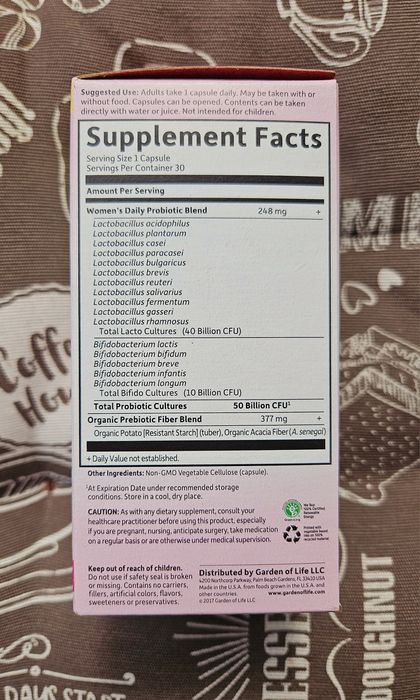 Suggested Use: Adults take 1 capsule daily. May be taken with or
without food. Capsules can be opened. Contents can be taken
directly with water or juice. Not intended for children.
Supplement Facts
Serving Size 1 Capsule
Servings Per Container 30
Amount Per Serving
Women's Daily Probiotic Blend 248 mg +
Lactobacillus acidophilus
Lactobacillus plantarum
Lactobacillus casei
Lactobacillus paracasei
Lactobacillus bulgaricus
Lactobacillus brevis
Lactobacillus reuteri
Lactobacillus salivarius
Lactobacillus fermentum
Lactobacillus gasseri
Lactobacillus rhamnosus
Total Lacto Cultures (40 Billion CFU)
Bifidobacterium lactis
Bifidobacterium bifidum
Bifidobacterium breve
Bifidobacterium infantis
Bifidobacterium longum
Total Bifido Cultures (10 Billion CFU)
Total Probiotic Cultures 50 Billion CFU¹
Organic Prebiotic Fiber Blend 377 mg +
Organic Potato [Resistant Starch] (tuber), Organic Acacia Fiber (A. senegal)
+ Daily Value not established.
Other Ingredients: Non-GMO Vegetable Cellulose (capsule).
¹At Expiration Date under recommended storage
conditions. Store in a cool, dry place.
CAUTION: As with any dietary supplement, consult your
healthcare practitioner before using this product, especially
if you are pregnant, nursing, anticipate surgery, take medication
on a regular basis or are otherwise under medical supervision.
Keep out of reach of children.
Do not use if safety seal is broken
or missing. Contains no carriers,
fillers, artificial colors, flavors,
sweeteners or preservatives.
Distributed by Garden of Life LLC
4200 Northcorp Parkway, Palm Beach Gardens, FL 33410 USA
Made in the U.S.A. from foods grown in the U.S.A. and
other countries. www.gardenoflife.com
© 2017 Garden of Life LLC
Coffee
DOUGHNUT
DAYS START